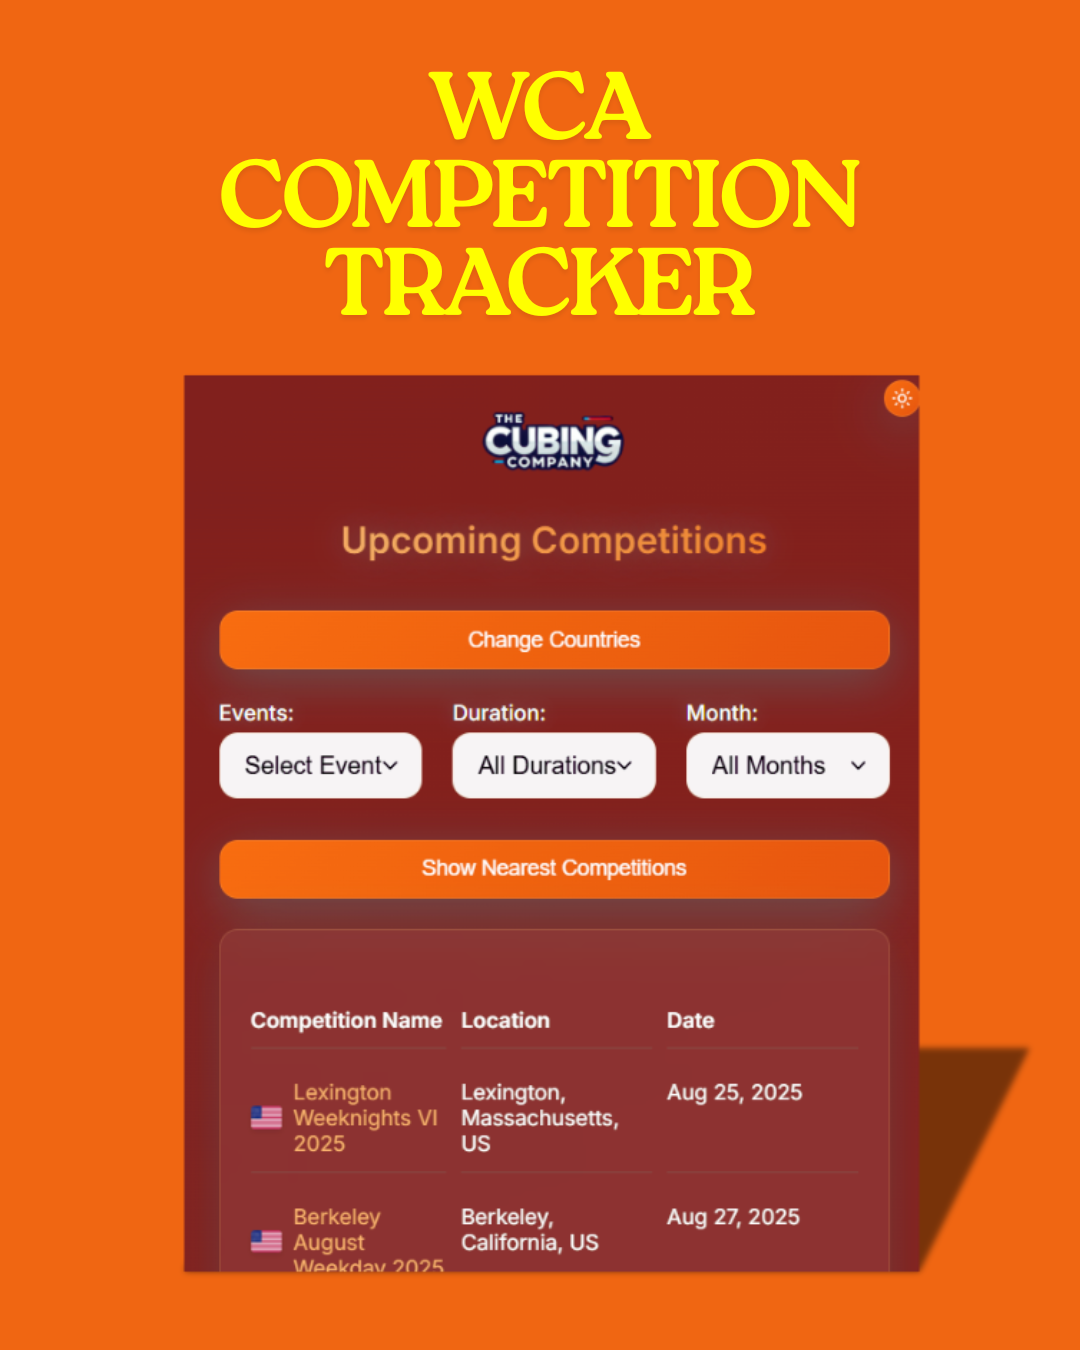 WCA
COMPETITION
TRACKER
THE
CUBING
COMPANY
Upcoming Competitions
Change Countries
Events: Duration: Month:
Select Event All Durations All Months
Show Nearest Competitions
Competition Name Location Date
Lexington Lexington, Aug 25, 2025
Weeknights VI Massachusetts,
2025 US
Berkeley Berkeley, Aug 27, 2025
August California, US
Weekday 2025